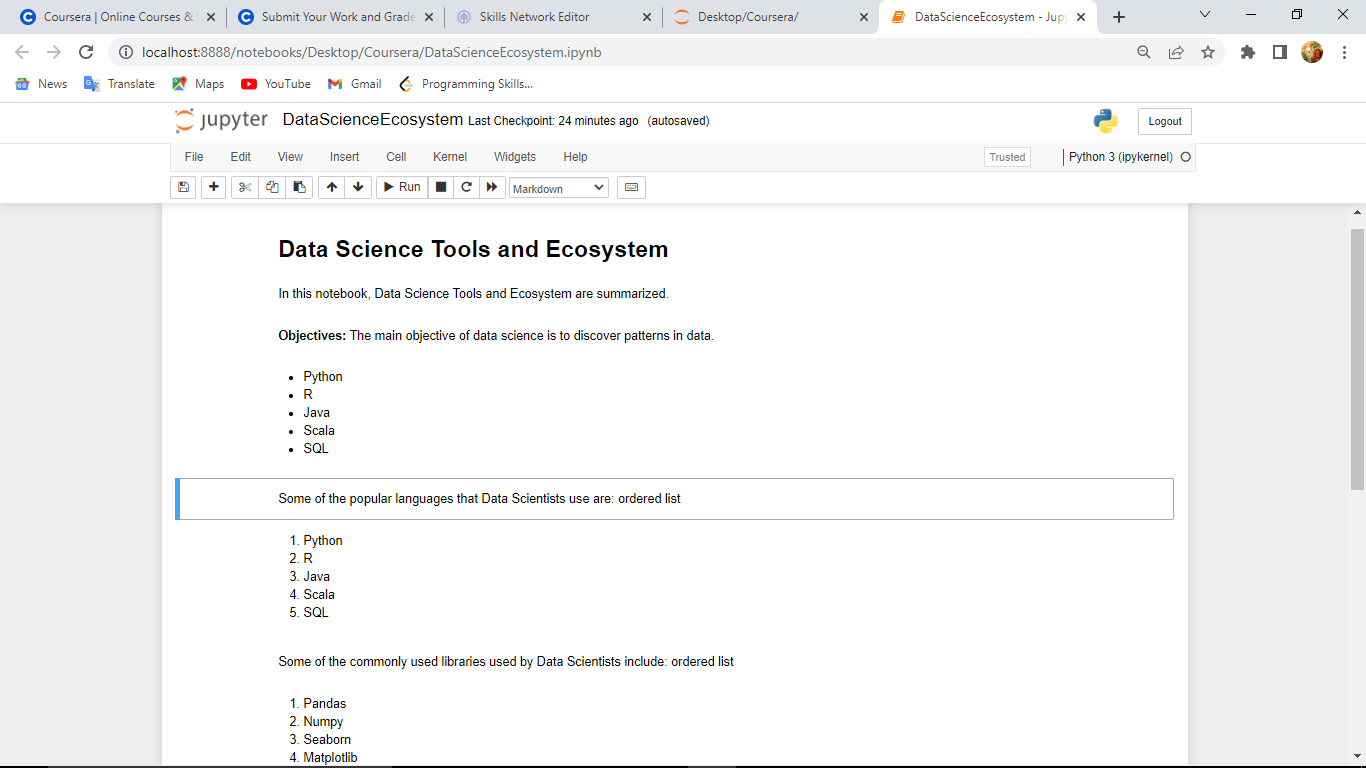 Coursera | Online Courses &
Submit Your Work and Grade
Skills Network Editor
Desktop/Coursera/
DataScienceEcosystem - Jup
localhost:8888/notebooks/Desktop/Coursera/DataScienceEcosystem.ipynb
News
Translate
Maps
YouTube
Gmail
Programming Skills...
jupyter DataScienceEcosystem Last Checkpoint: 24 minutes ago (autosaved)
Logout
File Edit View Insert Cell Kernel Widgets Help
Trusted
Python 3 (ipykernel)
Run
Markdown
Data Science Tools and Ecosystem
In this notebook, Data Science Tools and Ecosystem are summarized.
Objectives: The main objective of data science is to discover patterns in data.
• Python
• R
• Java
• Scala
• SQL
Some of the popular languages that Data Scientists use are: ordered list
1. Python
2. R
3. Java
4. Scala
5. SQL
Some of the commonly used libraries used by Data Scientists include: ordered list
1. Pandas
2. Numpy
3. Seaborn
4. Matplotlib